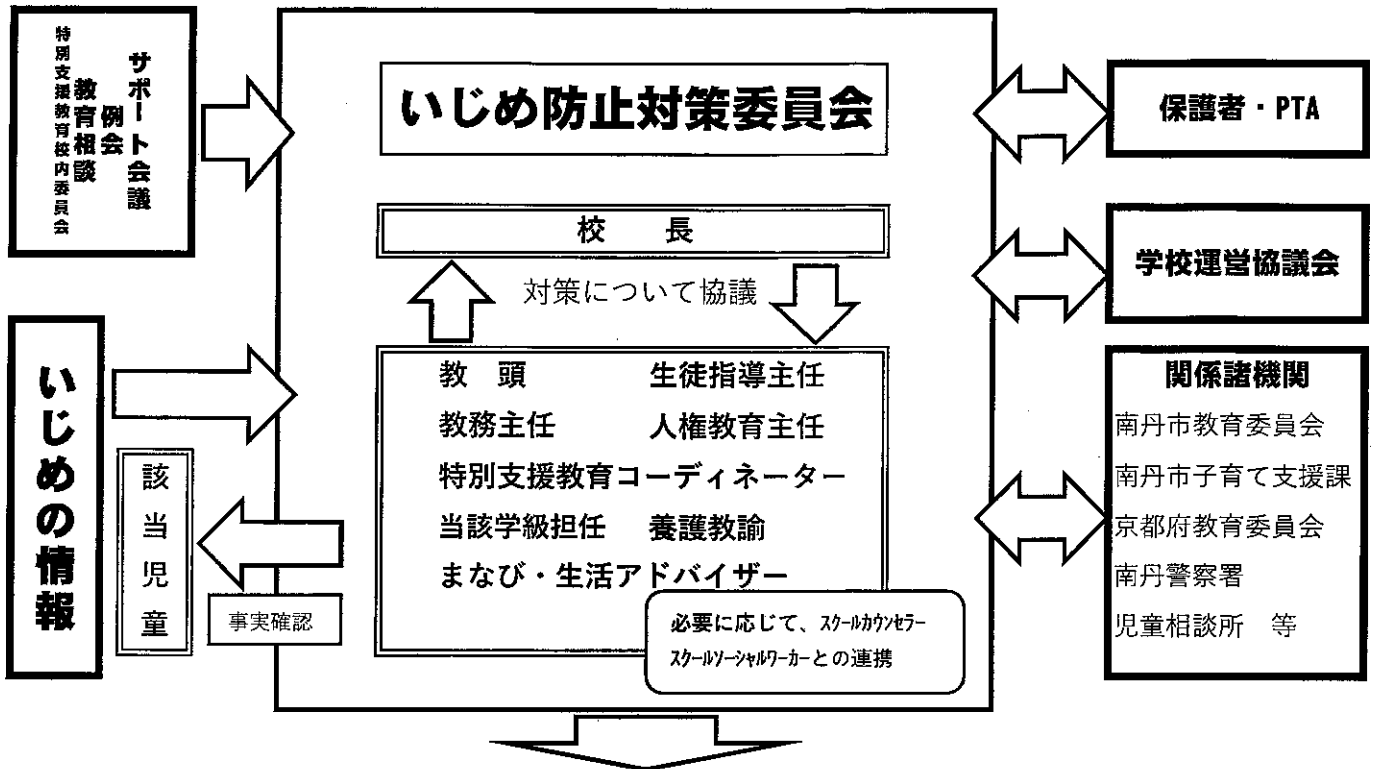 サポート会議
例会
教育相談
特別支援教育校内委員会
いじめ防止対策委員会
校　長
対策について協議
教　頭　生徒指導主任
教務主任　人権教育主任
特別支援教育コーディネーター
当該学級担任　養護教諭
まなび・生活アドバイザー
必要に応じて、スクールカウンセラー
スクールソーシャルワーカーとの連携
いじめの情報
該当児童
事実確認
保護者・PTA
学校運営協議会
関係諸機関
南丹市教育委員会
南丹市子育て支援課
京都府教育委員会
南丹警察署
児童相談所　等